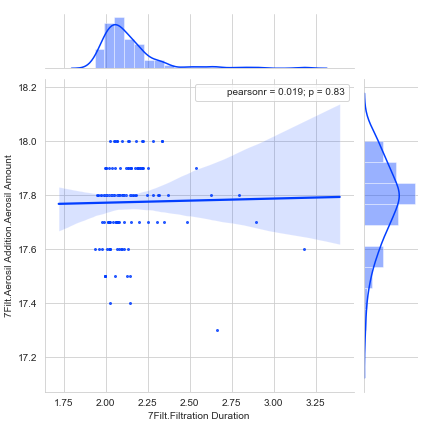 pearsonr = 0.019; p = 0.83
18.2
18.0
17.8
17.6
17.4
17.2
7Filt.Aerosil Addition.Aerosil Amount
1.75 2.00 2.25 2.50 2.75 3.00 3.25
7Filt.Filtration Duration